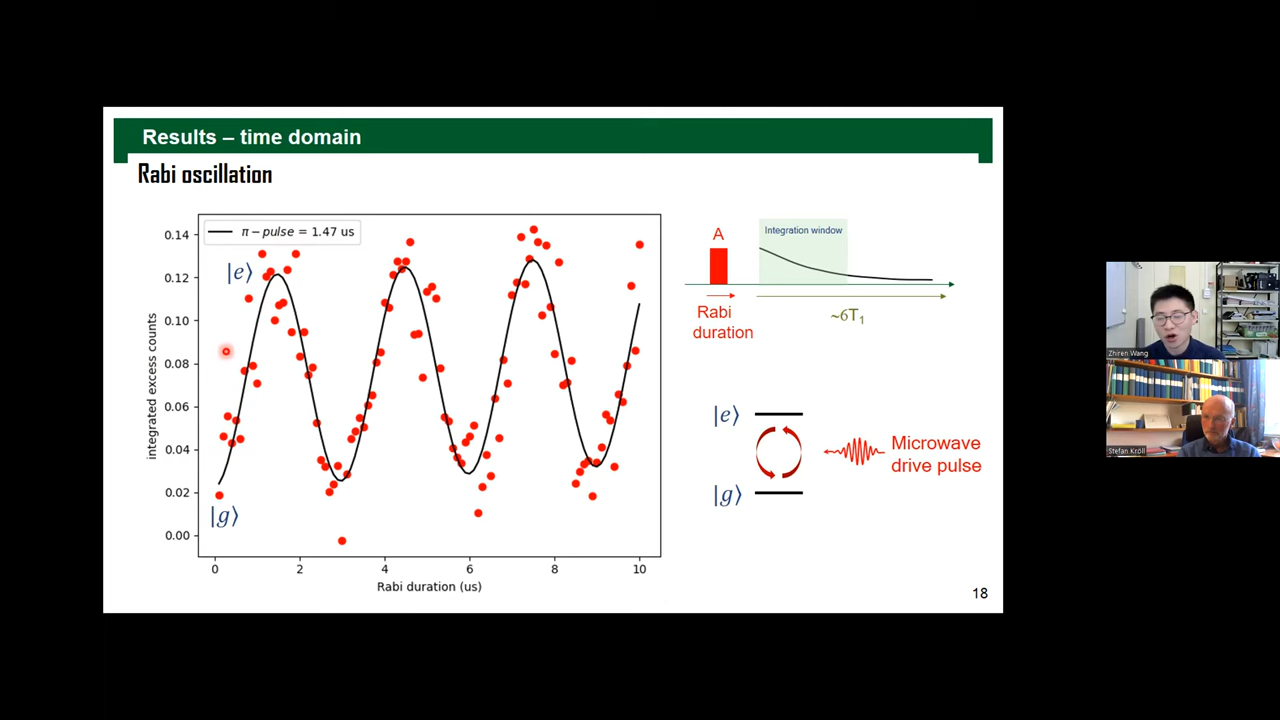 Results – time domain
Rabi oscillation
π − pulse = 1.47 us
|e⟩
|g⟩
0.14
0.12
0.10
0.08
0.06
0.04
0.02
0.00
integrated excess counts
0 2 4 6 8 10
Rabi duration (us)
A
Integration window
Rabi
duration
~6T₁
|e⟩
|g⟩
Microwave
drive pulse
18
Zhiren Wang
Stefan Kröll